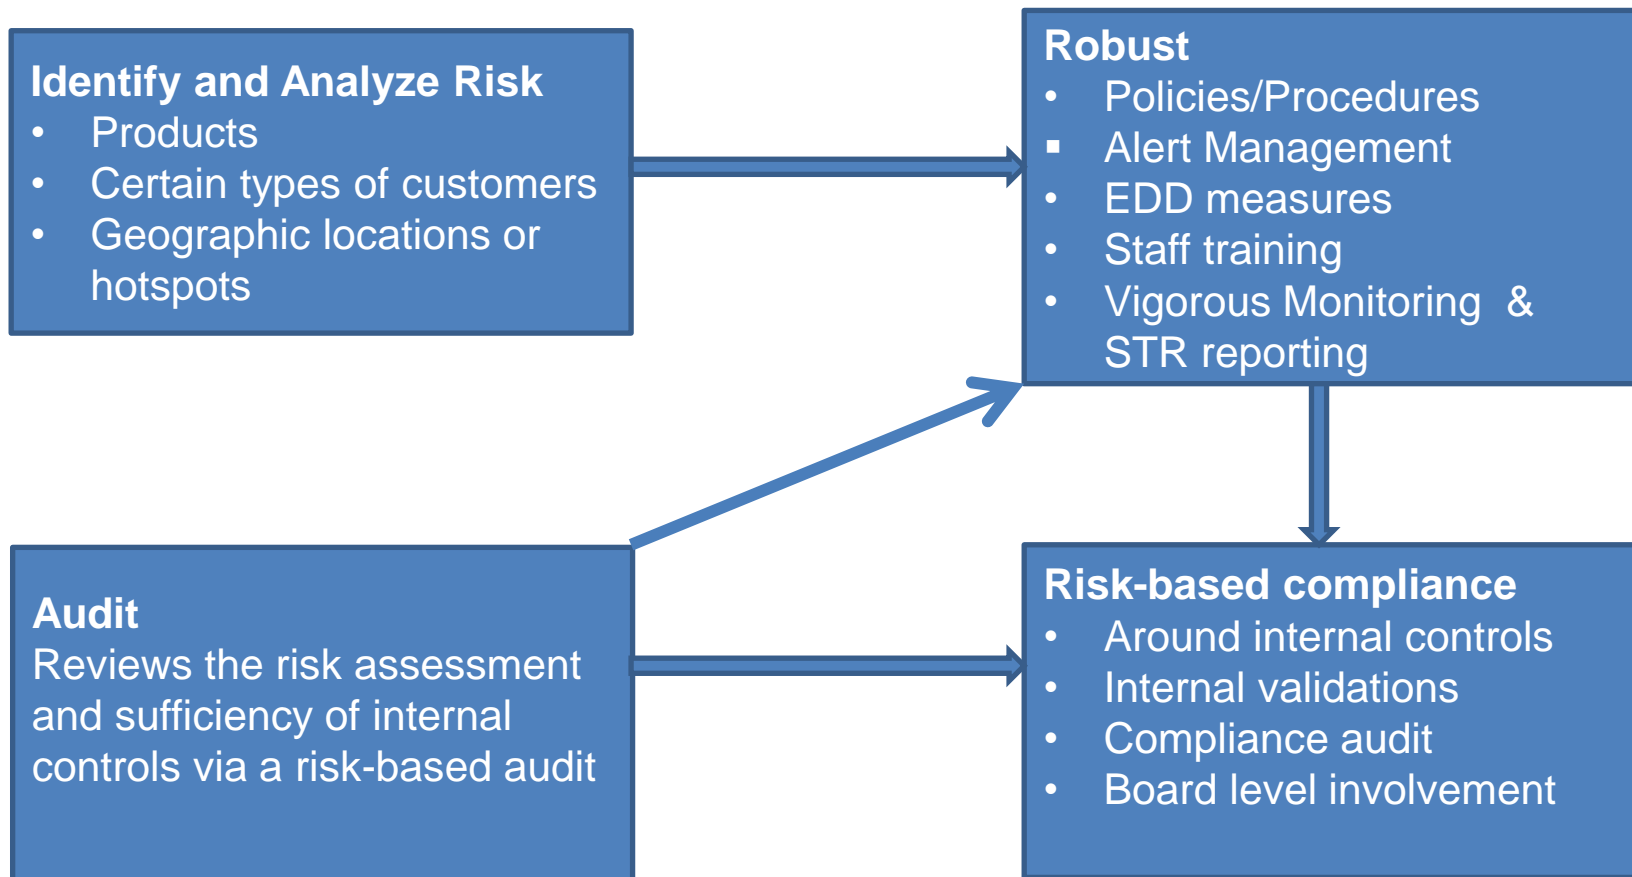 Identify and Analyze Risk
• Products
• Certain types of customers
• Geographic locations or
hotspots
Robust
• Policies/Procedures
▪ Alert Management
• EDD measures
• Staff training
• Vigorous Monitoring &
STR reporting
Audit
Reviews the risk assessment
and sufficiency of internal
controls via a risk-based audit
Risk-based compliance
• Around internal controls
• Internal validations
• Compliance audit
• Board level involvement